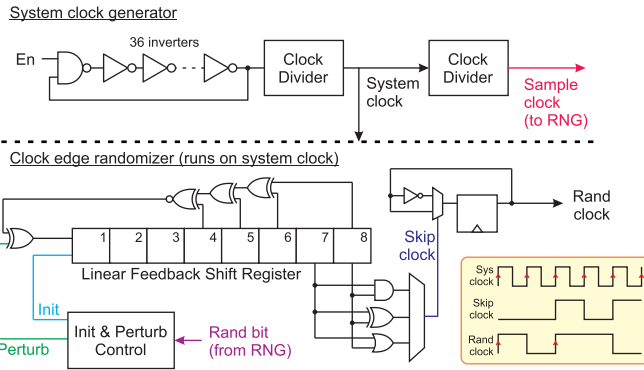 System clock generator
36 inverters
En
Clock
Divider
Clock
Divider
System
clock
Sample
clock
(to RNG)
Clock edge randomizer (runs on system clock)
Rand
clock
1 2 3 4 5 6 7 8
Skip
clock
Linear Feedback Shift Register
Sys
clock
Init
Skip
clock
Init & Perturb
Control
Rand bit
(from RNG)
Rand
clock
Perturb